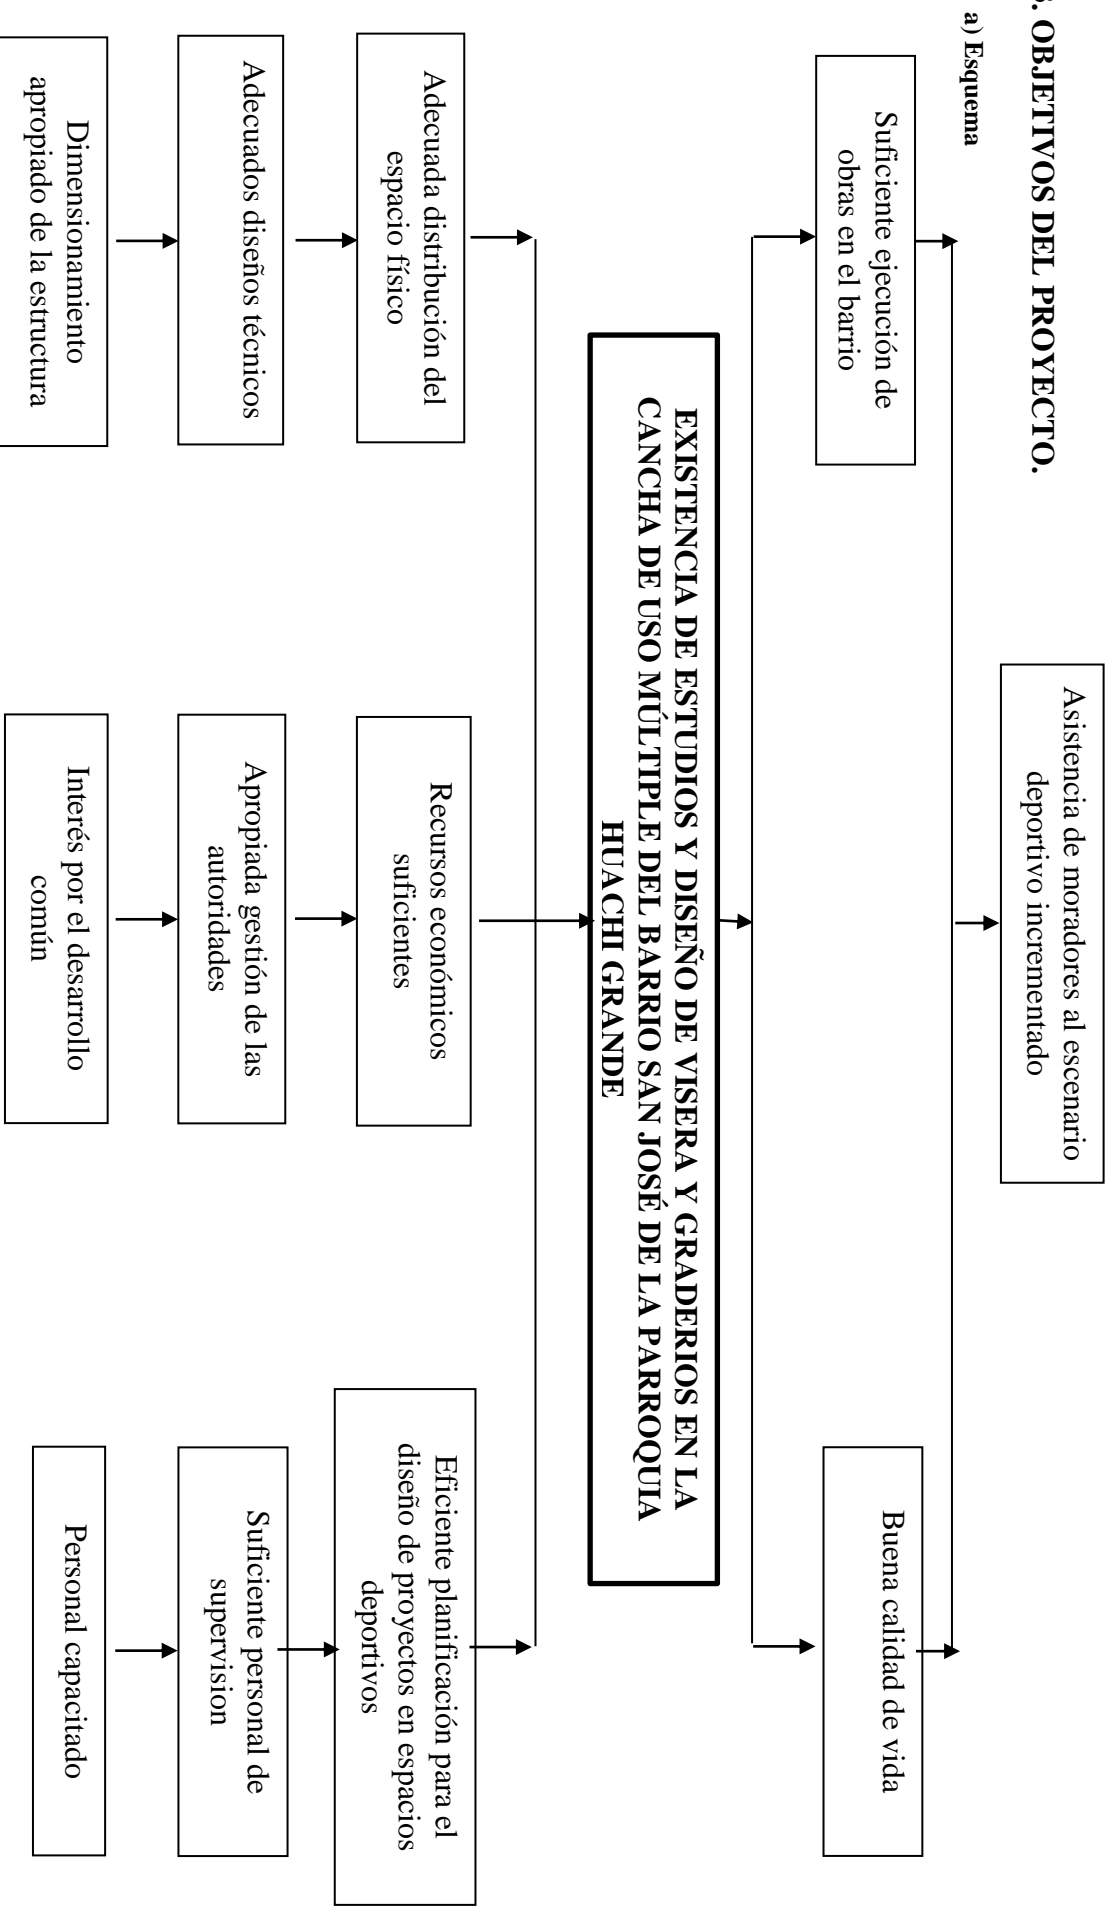 . OBJETIVOS DEL PROYECTO.
a) Esquema
Asistencia de moradores al escenario
deportivo incrementado
Suficiente ejecución de
obras en el barrio
Buena calidad de vida
EXISTENCIA DE ESTUDIOS Y DISEÑO DE VISERA Y GRADERIOS EN LA
CANCHA DE USO MÚLTIPLE DEL BARRIO SAN JOSÉ DE LA PARROQUIA
HUACHI GRANDE
Adecuada distribución del
espacio físico
Recursos económicos
suficientes
Eficiente planificación para el
diseño de proyectos en espacios
deportivos
Adecuados diseños técnicos
Apropiada gestión de las
autoridades
Suficiente personal de
supervision
Dimensionamiento
apropiado de la estructura
Interés por el desarrollo
común
Personal capacitado